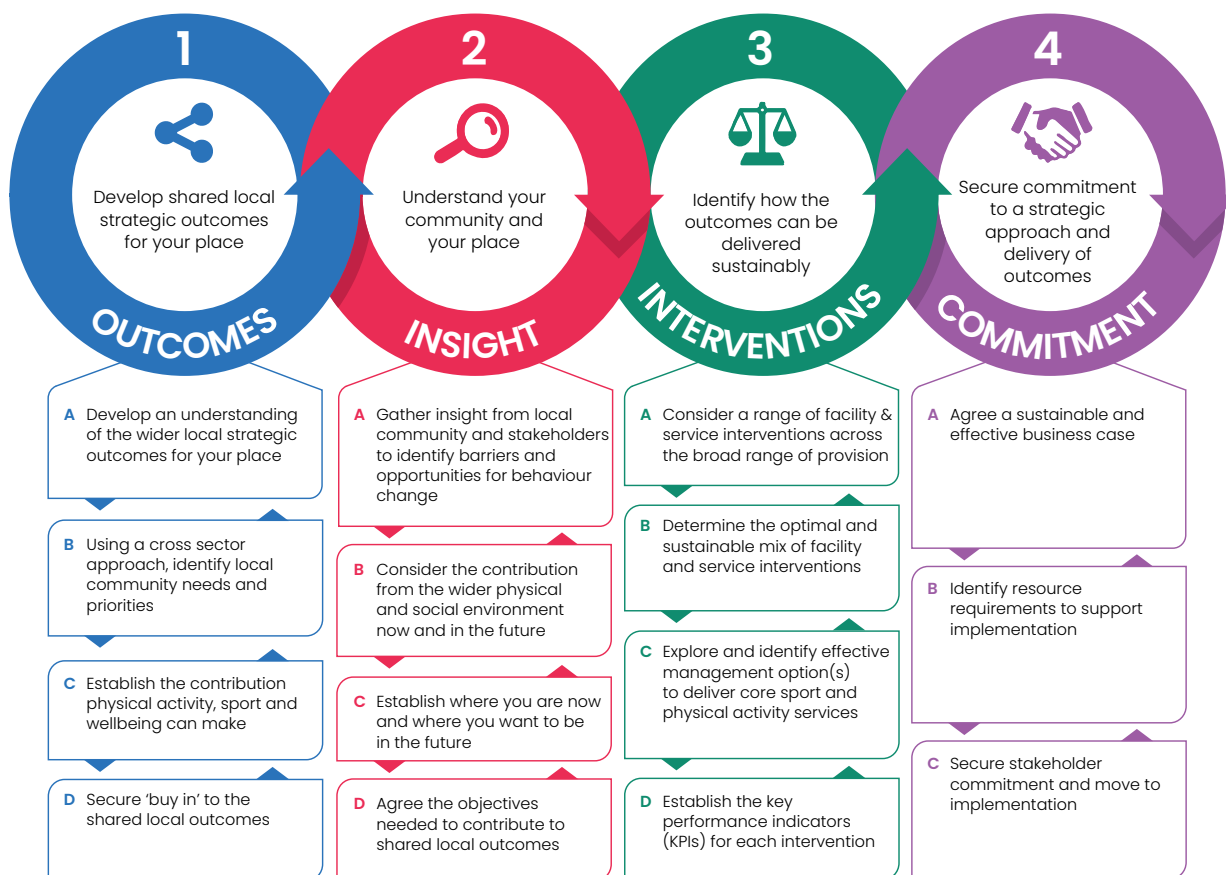 1
Develop shared local
strategic outcomes
for your place
OUTCOMES
A Develop an understanding
of the wider local strategic
outcomes for your place
B Using a cross sector
approach, identify local
community needs and
priorities
C Establish the contribution
physical activity, sport and
wellbeing can make
D Secure ‘buy in’ to the
shared local outcomes
2
Understand your
community and
your place
INSIGHT
A Gather insight from local
community and stakeholders
to identify barriers and
opportunities for behaviour
change
B Consider the contribution
from the wider physical
and social environment
now and in the future
C Establish where you are now
and where you want to be
in the future
D Agree the objectives
needed to contribute to
shared local outcomes
3
Identify how the
outcomes can be
delivered
sustainably
INTERVENTIONS
A Consider a range of facility &
service interventions across
the broad range of provision
B Determine the optimal and
sustainable mix of facility
and service interventions
C Explore and identify effective
management option(s)
to deliver core sport and
physical activity services
D Establish the key
performance indicators
(KPIs) for each intervention
4
Secure commitment
to a strategic
approach and
delivery of
outcomes
COMMITMENT
A Agree a sustainable and
effective business case
B Identify resource
requirements to support
implementation
C Secure stakeholder
commitment and move to
implementation